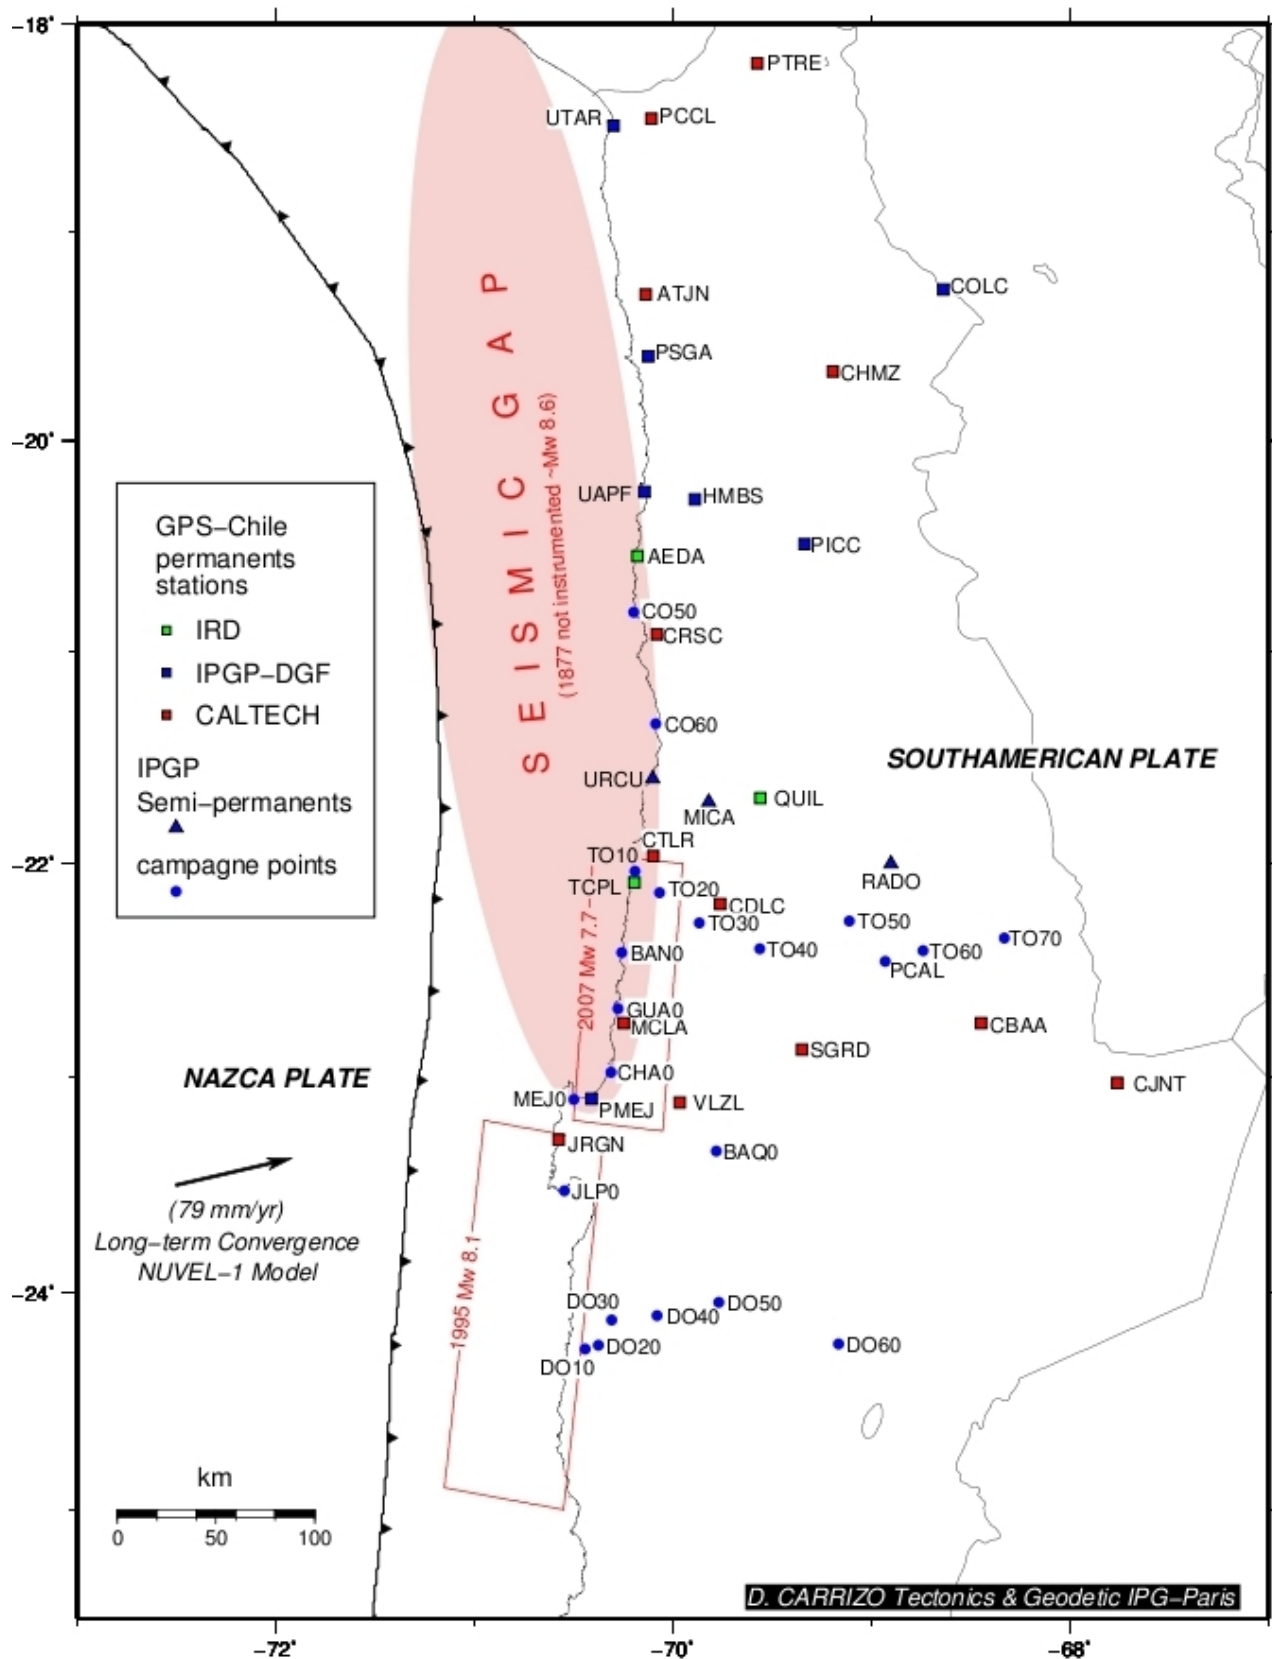 -18°
PTRE
PCCL
UTAR
COLC
ATJN
PSGA
CHMZ
SEISMIC GAP
(1877 not instrumented ~Mw 8.6)
-20°
UAPF
HMBS
PICC
AEDA
CO50
CRSC
CO60
GPS-Chile
permanents
stations
IRD
IPGP-DGF
CALTECH
IPGP
Semi-permanents
campagne points
SOUTHAMERICAN PLATE
URCU
MICA
QUIL
CTLR
-22°
TO10
TCPL
TO20
RADO
CDLC
TO30
TO50
TO40
TO60
TO70
PCAL
BAN0
2007 Mw 7.7
GUA0
MCLA
CBAA
SGRD
CHA0
CJNT
NAZCA PLATE
MEJ0
PMEJ
VLZL
JRGN
BAQ0
JLP0
(79 mm/yr)
Long-term Convergence
NUVEL-1 Model
1995 Mw 8.1
-24°
DO30
DO40
DO50
DO20
DO10
DO60
km
0 50 100
D. CARRIZO Tectonics & Geodetic IPG-Paris
-72° -70° -68°